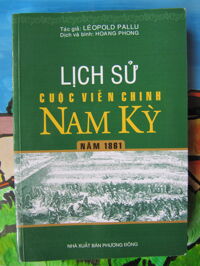 Tác giả: LÉOPOLD PALLU
Dịch và bình: HOANG PHONG
LỊCH SỬ
CUỘC VIỄN CHINH
NAM KỲ
NĂM 1861
NHÀ XUẤT BẢN PHƯƠNG ĐÔNG